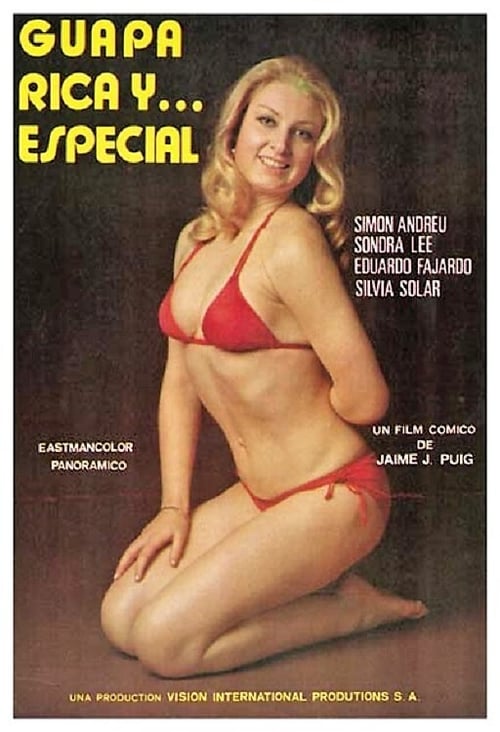 GUAPA
RICA Y...
ESPECIAL
SIMON ANDREU
SONDRA LEE
EDUARDO FAJARDO
SILVIA SOLAR
UN FILM COMICO
DE
JAIME J. PUIG
EASTMANCOLOR
PANORAMICO
UNA PRODUCTION VISION INTERNATIONAL PRODUTIONS S. A.